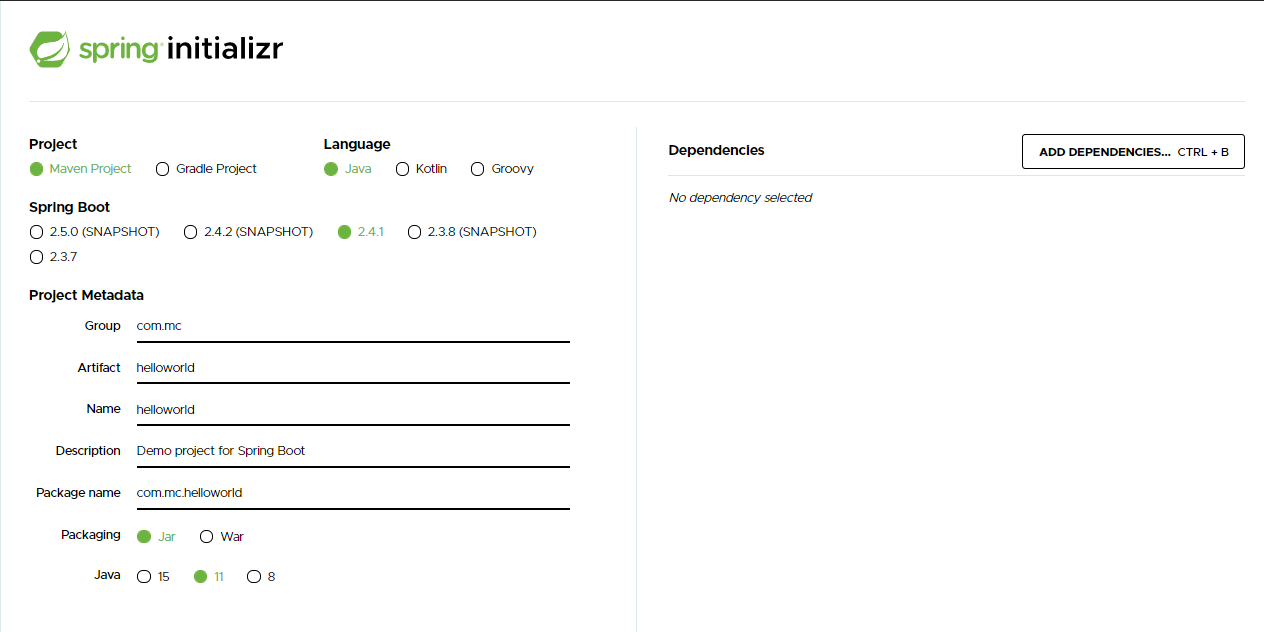 spring initializr
Project
Maven Project Gradle Project
Language
Java Kotlin Groovy
Spring Boot
2.5.0 (SNAPSHOT) 2.4.2 (SNAPSHOT) 2.4.1 2.3.8 (SNAPSHOT)
2.3.7
Project Metadata
Group com.mc
Artifact helloworld
Name helloworld
Description Demo project for Spring Boot
Package name com.mc.helloworld
Packaging Jar War
Java 15 11 8
Dependencies
ADD DEPENDENCIES... CTRL + B
No dependency selected